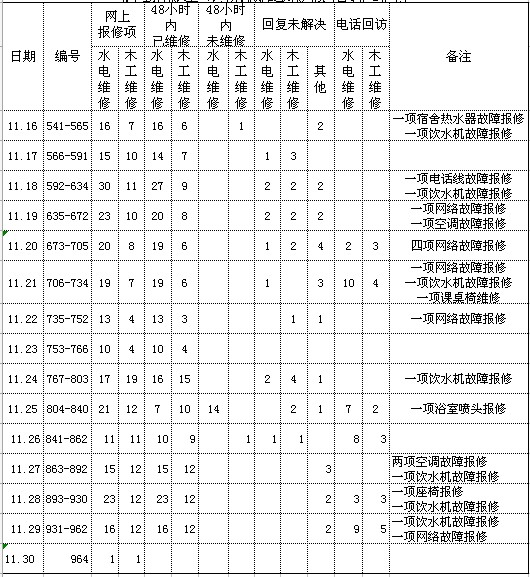 日期 编号 网上报修项 48小时内已维修 48小时内未维修 回复未解决 电话回访 备注
水电维修 木工维修 水电维修 木工维修 水电维修 木工维修 水电维修 木工维修 其他 水电维修 木工维修
11.16 541-565 16 7 16 6 1 2 一项宿舍热水器故障报修
一项饮水机故障报修
11.17 566-591 15 10 14 7 1 3
11.18 592-634 30 11 27 9 2 2 2 一项电话线故障报修
一项饮水机故障报修
11.19 635-672 23 10 20 8 2 2 2 一项网络故障报修
一项空调故障报修
11.20 673-705 20 8 19 6 1 2 4 2 3 四项网络故障报修
11.21 706-734 19 7 19 6 1 3 10 4 一项网络故障报修
一项饮水机故障报修
一项课桌椅維修
11.22 735-752 13 4 13 3 1 1 一项网络故障报修
11.23 753-766 10 4 10 4
11.24 767-803 17 19 16 15 2 4 1 一项饮水机故障报修
11.25 804-840 21 12 7 10 14 2 1 7 2 一项浴室喷头报修
11.26 841-862 11 11 10 9 1 1 1 8 3
11.27 863-892 15 12 15 12 3 两项空调故障报修
一项饮水机故障报修
11.28 893-930 23 12 23 12 2 3 3 一项座椅报修
一项饮水机故障报修
11.29 931-962 16 12 16 12 2 9 5 一项饮水机故障报修
一项网络故障报修
11.30 964 1 1